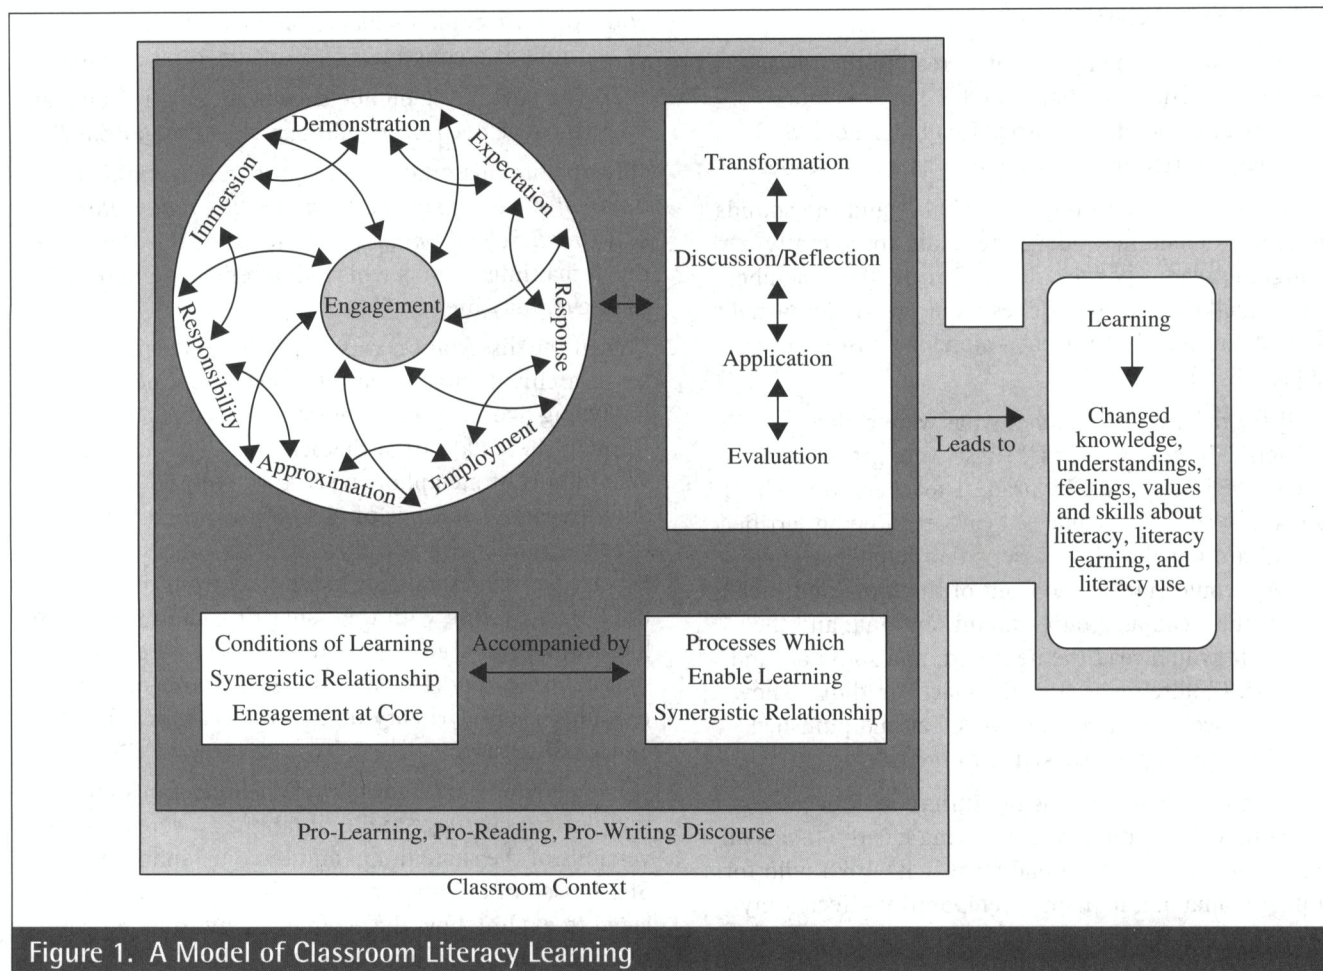 Demonstration
Expectation
Immersion
Engagement
Response
Responsibility
Approximation
Employment
Transformation
Discussion/Reflection
Application
Evaluation
Leads to
Learning
Changed
knowledge,
understandings,
feelings, values
and skills about
literacy, literacy
learning, and
literacy use
Conditions of Learning
Synergistic Relationship
Engagement at Core
Accompanied by
Processes Which
Enable Learning
Synergistic Relationship
Pro-Learning, Pro-Reading, Pro-Writing Discourse
Classroom Context
Figure 1. A Model of Classroom Literacy Learning